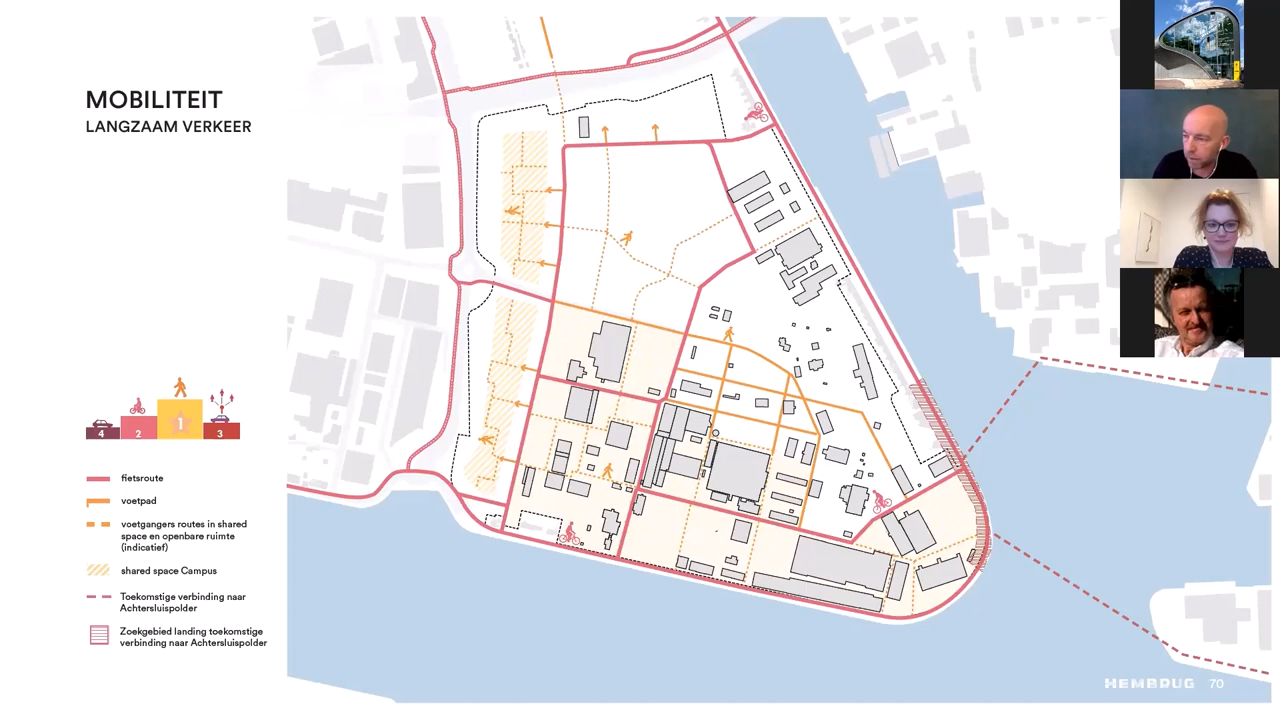 MOBILITEIT
LANGZAAM VERKEER
1
2
3
4
fietsroute
voetpad
voetgangers routes in shared
space en openbare ruimte
(indicatief)
shared space Campus
Toekomstige verbinding naar
Achtersluispolder
Zoekgebied landing toekomstige
verbinding naar Achtersluispolder
HEMBRUG 70